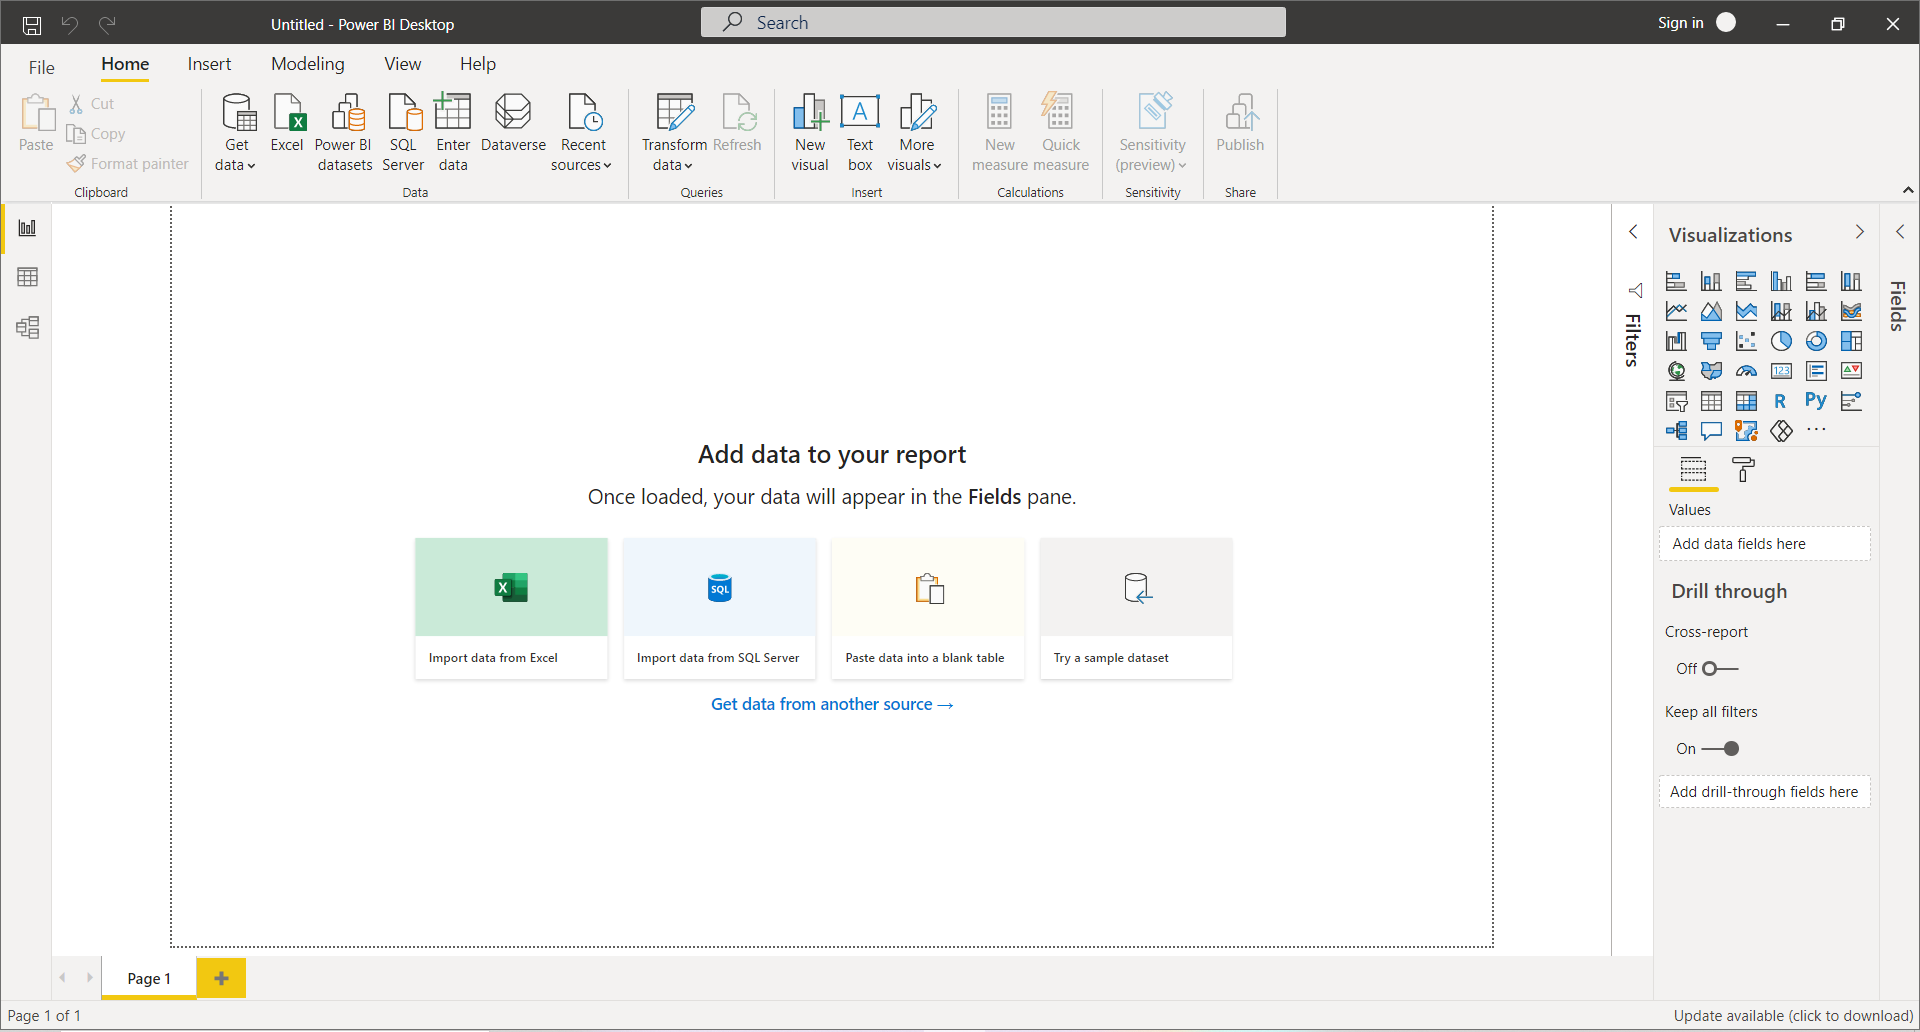 Untitled - Power BI Desktop
Search
Sign in
File
Home
Insert
Modeling
View
Help
Paste
Cut
Copy
Format painter
Clipboard
Get
data
Excel
Power BI
datasets
SQL
Server
Enter
data
Dataverse
Recent
sources
Data
Transform
data
Refresh
Queries
New
visual
Text
box
More
visuals
Insert
New
measure
Quick
measure
Calculations
Sensitivity
(preview)
Sensitivity
Publish
Share
Add data to your report
Once loaded, your data will appear in the Fields pane.
X
SQL
Import data from Excel
Import data from SQL Server
Paste data into a blank table
Try a sample dataset
Get data from another source →
Filters
Visualizations
123
R
Py
Values
Add data fields here
Drill through
Cross-report
Off
Keep all filters
On
Add drill-through fields here
Fields
Page 1
Page 1 of 1
Update available (click to download)